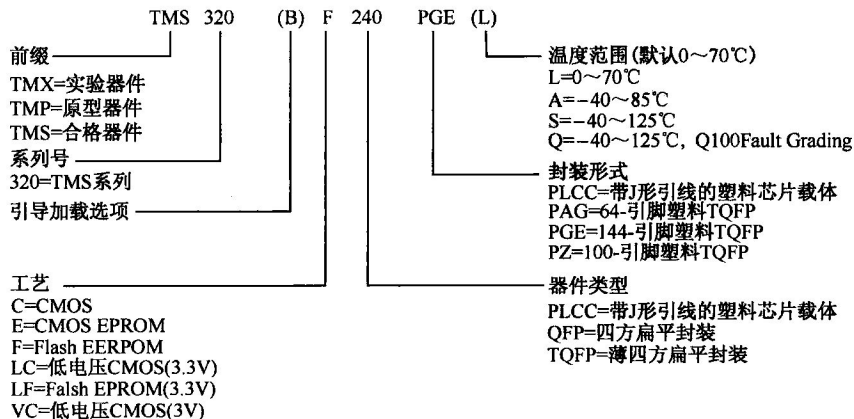 TMS 320 (B) F 240 PGE (L)
前缀
TMX=实验器件
TMP=原型器件
TMS=合格器件
系列号
320=TMS系列
引导加载选项
工艺
C=CMOS
E=CMOS EPROM
F=Flash EERPOM
LC=低电压CMOS(3.3V)
LF=Falsh EPROM(3.3V)
VC=低电压CMOS(3V)
温度范围(默认0～70℃)
L=0～70℃
A=-40～85℃
S=-40～125℃
Q=-40～125℃, Q100Fault Grading
封装形式
PLCC=带J形引线的塑料芯片载体
PAG=64-引脚塑料TQFP
PGE=144-引脚塑料TQFP
PZ=100-引脚塑料TQFP
器件类型
PLCC=带J形引线的塑料芯片载体
QFP=四方扁平封装
TQFP=薄四方扁平封装